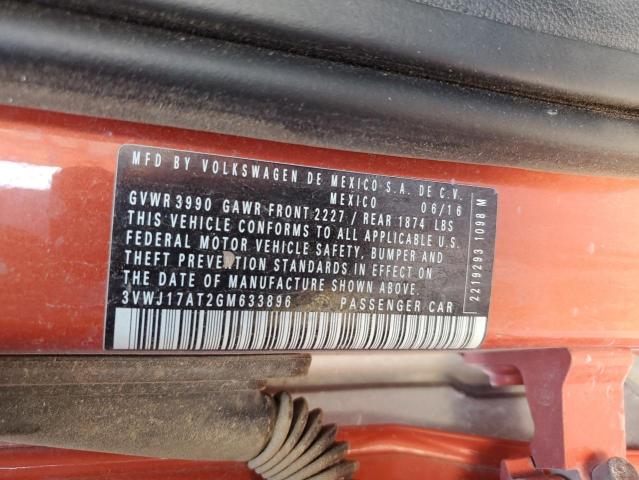 MFD BY VOLKSWAGEN DE MEXICO S.A. DE C.V.
MEXICO 06/16
GVWR 3990 GAWR FRONT 2227 / REAR 1874 LBS
THIS VEHICLE CONFORMS TO ALL APPLICABLE U.S.
FEDERAL MOTOR VEHICLE SAFETY, BUMPER AND
THEFT PREVENTION STANDARDS IN EFFECT ON
THE DATE OF MANUFACTURE SHOWN ABOVE.
3VWJ17AT2GM633896 PASSENGER CAR
2219293 1098 M